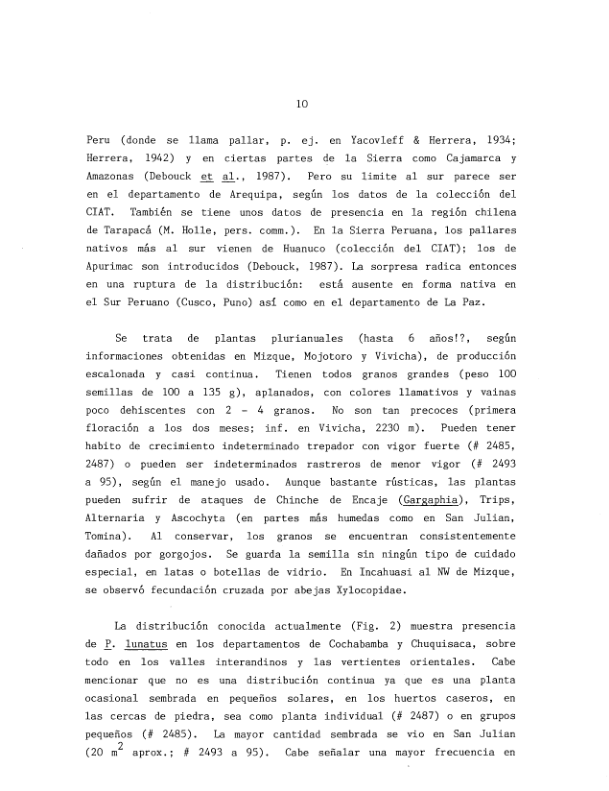 10
Peru (donde se llama pallar, p. ej. en Yacovleff & Herrera, 1934;
Herrera, 1942) y en ciertas partes de la Sierra como Cajamarca y
Amazonas (Debouck et al., 1987). Pero su limite al sur parece ser
en el departamento de Arequipa, según los datos de la colección del
CIAT. También se tiene unos datos de presencia en la región chilena
de Tarapacá (M. Holle, pers. comm.). En la Sierra Peruana, los pallares
nativos más al sur vienen de Huanuco (colección del CIAT); los de
Apurimac son introducidos (Debouck, 1987). La sorpresa radica entonces
en una ruptura de la distribución: está ausente en forma nativa en
el Sur Peruano (Cusco, Puno) así como en el departamento de La Paz.
Se trata de plantas plurianuales (hasta 6 años!?, según
informaciones obtenidas en Mizque, Mojotoro y Vivicha), de producción
escalonada y casi continua. Tienen todos granos grandes (peso 100
semillas de 100 a 135 g), aplanados, con colores llamativos y vainas
poco dehiscentes con 2 - 4 granos. No son tan precoces (primera
floración a los dos meses; inf. en Vivicha, 2230 m). Pueden tener
habito de crecimiento indeterminado trepador con vigor fuerte (# 2485,
2487) o pueden ser indeterminados rastreros de menor vigor (# 2493
a 95), según el manejo usado. Aunque bastante rústicas, las plantas
pueden sufrir de ataques de Chinche de Encaje (Gargaphia), Trips,
Alternaria y Ascochyta (en partes más humedas como en San Julian,
Tomina). Al conservar, los granos se encuentran consistentemente
dañados por gorgojos. Se guarda la semilla sin ningún tipo de cuidado
especial, en latas o botellas de vidrio. En Incahuasi al NW de Mizque,
se observó fecundación cruzada por abejas Xylocopidae.
La distribución conocida actualmente (Fig. 2) muestra presencia
de P. lunatus en los departamentos de Cochabamba y Chuquisaca, sobre
todo en los valles interandinos y las vertientes orientales. Cabe
mencionar que no es una distribución continua ya que es una planta
ocasional sembrada en pequeños solares, en los huertos caseros, en
las cercas de piedra, sea como planta individual (# 2487) o en grupos
pequeños (# 2485). La mayor cantidad sembrada se vio en San Julian
(20 m2 aprox.; # 2493 a 95). Cabe señalar una mayor frecuencia en